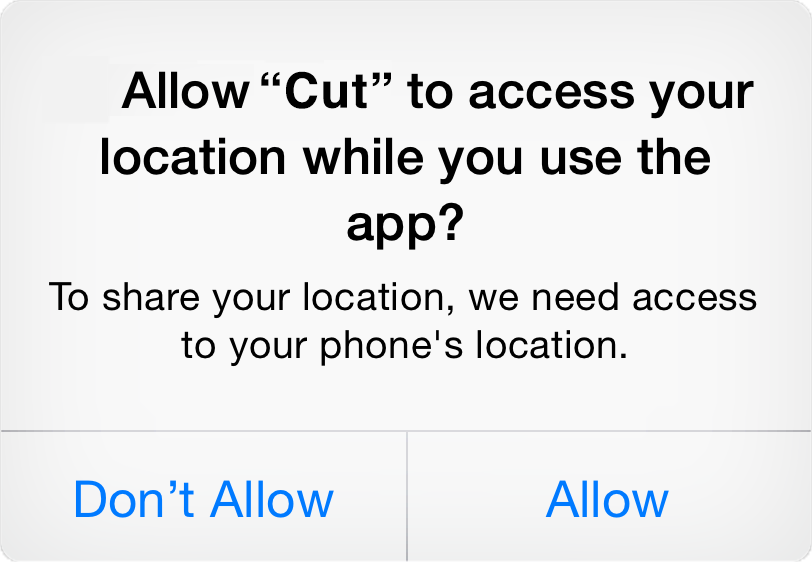 Allow “Cut” to access your
location while you use the
app?
To share your location, we need access
to your phone's location.
Don’t Allow
Allow